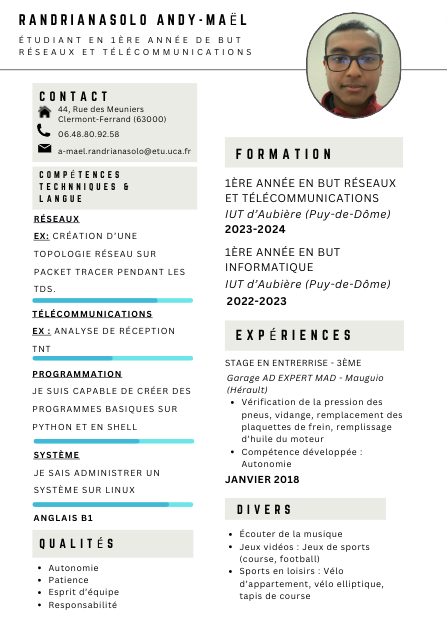 RANDRIANASOLO ANDY-MAËL
ÉTUDIANT EN 1ÈRE ANNÉE DE BUT
RÉSEAUX ET TÉLÉCOMMUNICATIONS
CONTACT
44, Rue des Meuniers
Clermont-Ferrand (63000)
06.48.80.92.58
a-mael.randrianasolo@etu.uca.fr
COMPÉTENCES
TECHNNIQUES &
LANGUE
RÉSEAUX
EX: CRÉATION D'UNE
TOPOLOGIE RÉSEAU SUR
PACKET TRACER PENDANT LES
TDS.
TÉLÉCOMMUNICATIONS
EX : ANALYSE DE RÉCEPTION
TNT
PROGRAMMATION
JE SUIS CAPABLE DE CRÉER DES
PROGRAMMES BASIQUES SUR
PYTHON ET EN SHELL
SYSTÈME
JE SAIS ADMINISTRER UN
SYSTÈME SUR LINUX
ANGLAIS B1
QUALITÉS
• Autonomie
• Patience
• Esprit d'équipe
• Responsabilité
FORMATION
1ÈRE ANNÉE EN BUT RÉSEAUX
ET TÉLÉCOMMUNICATIONS
IUT d'Aubière (Puy-de-Dôme)
2023-2024
1ÈRE ANNÉE EN BUT
INFORMATIQUE
IUT d'Aubière (Puy-de-Dôme)
2022-2023
EXPÉRIENCES
STAGE EN ENTRERRISE - 3ÈME
Garage AD EXPERT MAD - Mauguio
(Hérault)
• Vérification de la pression des
pneus, vidange, remplacement des
plaquettes de frein, remplissage
d'huile du moteur
• Compétence développée :
Autonomie
JANVIER 2018
DIVERS
• Écouter de la musique
• Jeux vidéos : Jeux de sports
(course, football)
• Sports en loisirs : Vélo
d'appartement, vélo elliptique,
tapis de course